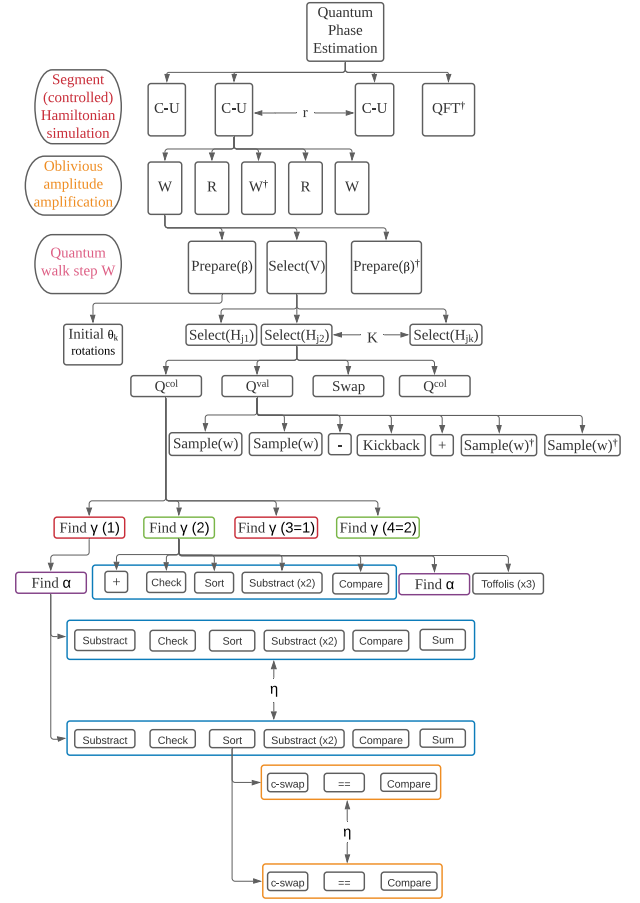 Quantum
Phase
Estimation
Segment
(controlled)
Hamiltonian
simulation
C-U
C-U
r
C-U
QFT†
Oblivious
amplitude
amplification
W
R
W†
R
W
Quantum
walk step W
Prepare(β)
Select(V)
Prepare(β)†
Initial θk
rotations
Select(Hj1)
Select(Hj2)
K
Select(Hjk)
Qcol
Qval
Swap
Qcol
Sample(w)
Sample(w)
-
Kickback
+
Sample(w)†
Sample(w)†
Find γ (1)
Find γ (2)
Find γ (3=1)
Find γ (4=2)
Find α
+
Check
Sort
Substract (x2)
Compare
Find α
Toffolis (x3)
Substract
Check
Sort
Substract (x2)
Compare
Sum
η
Substract
Check
Sort
Substract (x2)
Compare
Sum
c-swap
==
Compare
η
c-swap
==
Compare